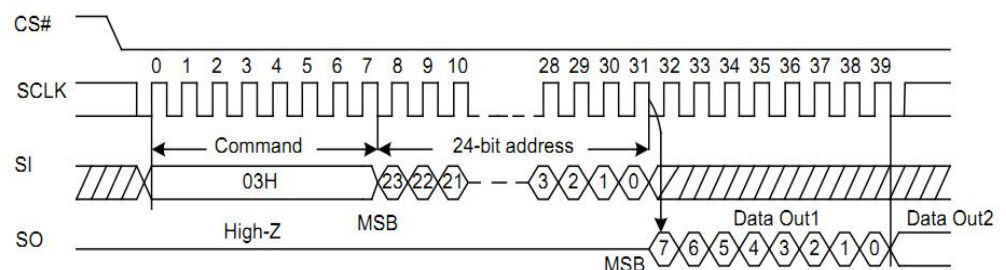 CS#
0 1 2 3 4 5 6 7 8 9 10 28 29 30 31 32 33 34 35 36 37 38 39
SCLK
Command 24-bit address
SI
03H 23 22 21 3 2 1 0
MSB
Data Out1 Data Out2
High-Z
SO
7 6 5 4 3 2 1 0
MSB